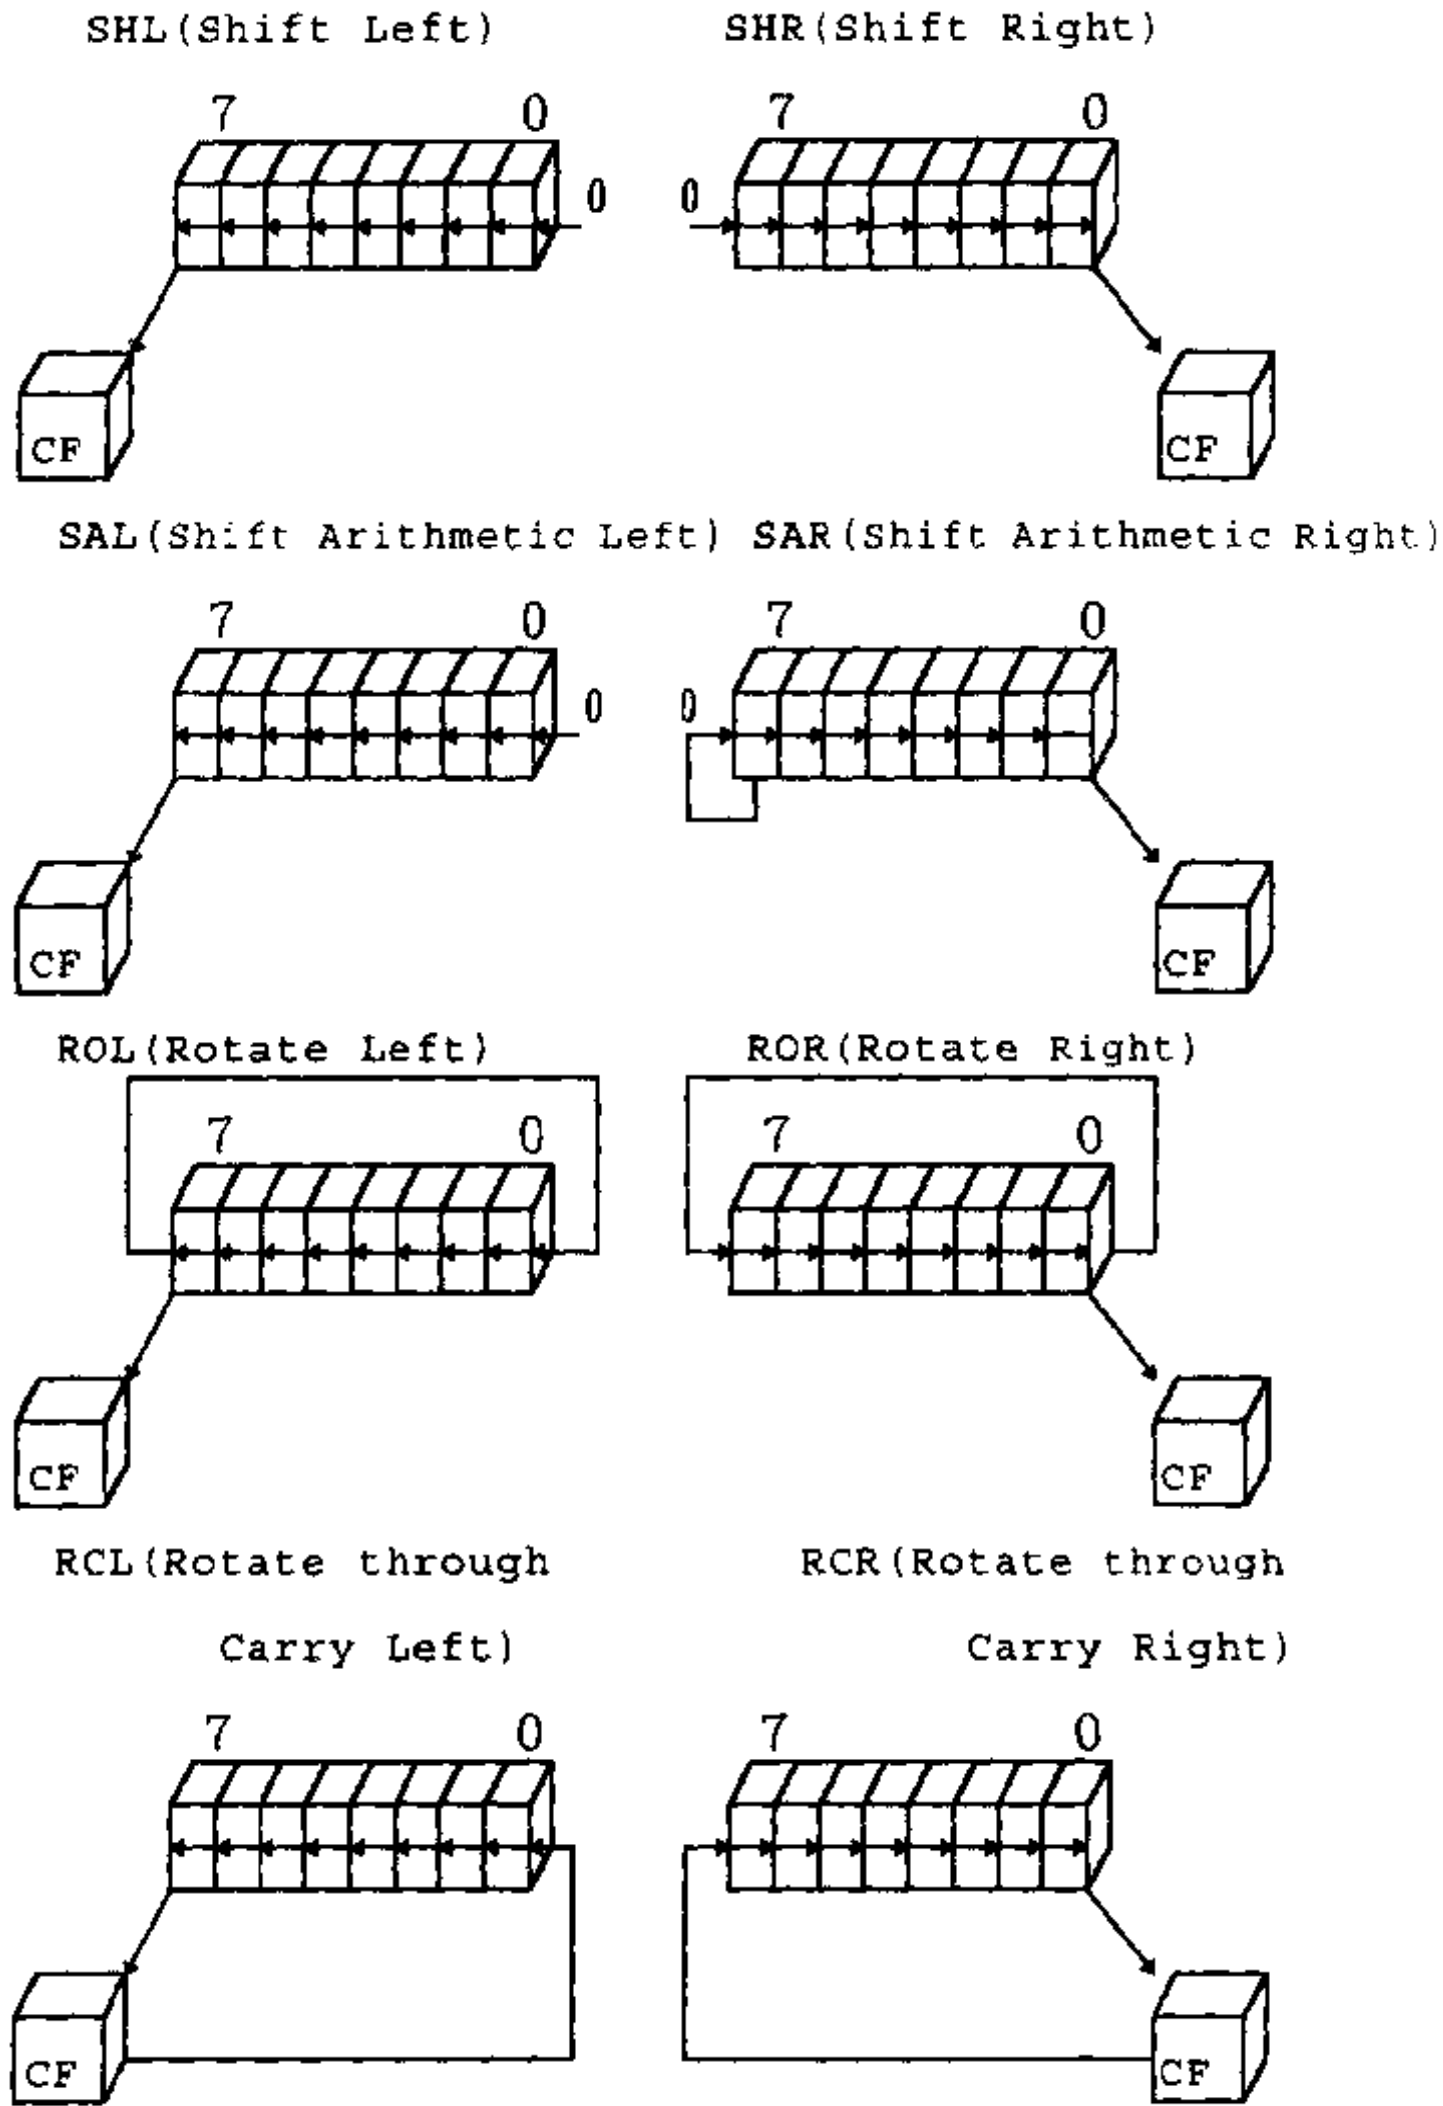 SHL(Shift Left) SHR(Shift Right)
7 0 7 0
0 0
CF CF
SAL(Shift Arithmetic Left) SAR(Shift Arithmetic Right)
7 0 7 0
0 0
CF CF
ROL(Rotate Left) ROR(Rotate Right)
7 0 7 0
CF CF
RCL(Rotate through RCR(Rotate through
Carry Left) Carry Right)
7 0 7 0
CF CF